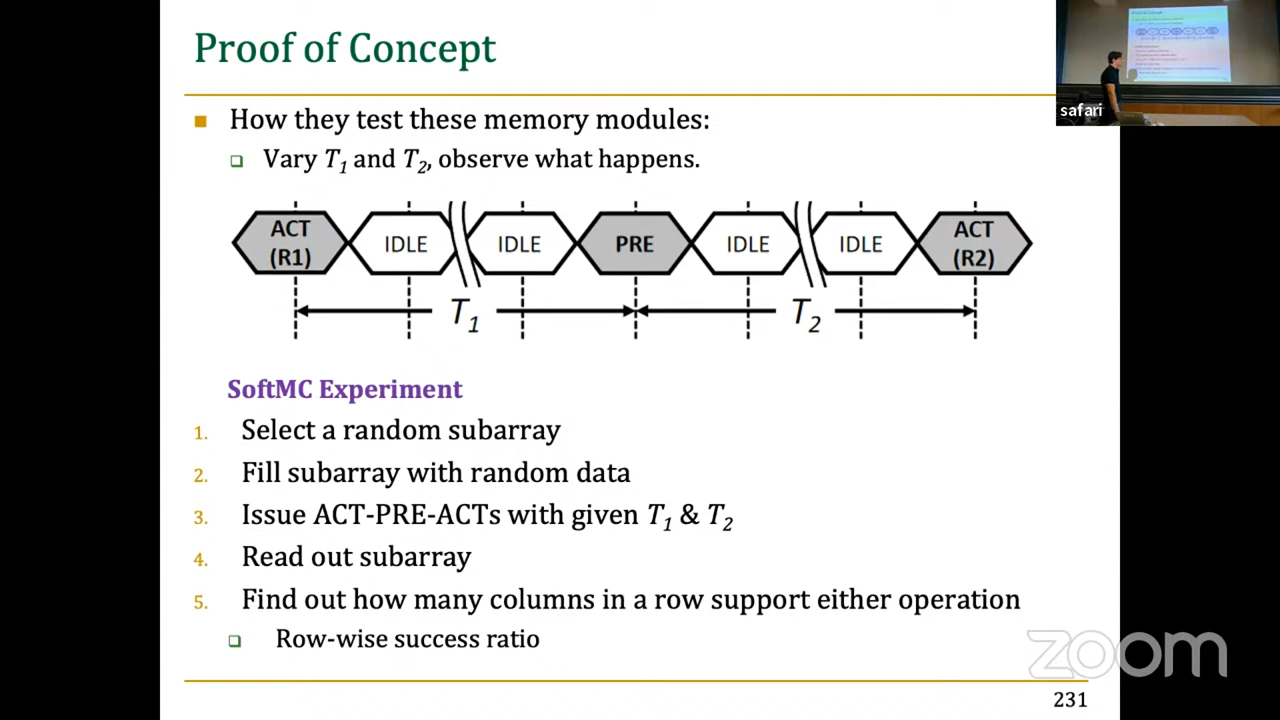 Proof of Concept
safari
■ How they test these memory modules:
❑ Vary T₁ and T₂, observe what happens.
ACT (R1)
IDLE
IDLE
PRE
IDLE
IDLE
ACT (R2)
T₁
T₂
SoftMC Experiment
1. Select a random subarray
2. Fill subarray with random data
3. Issue ACT-PRE-ACTs with given T₁ & T₂
4. Read out subarray
5. Find out how many columns in a row support either operation
❑ Row-wise success ratio
zoom
231